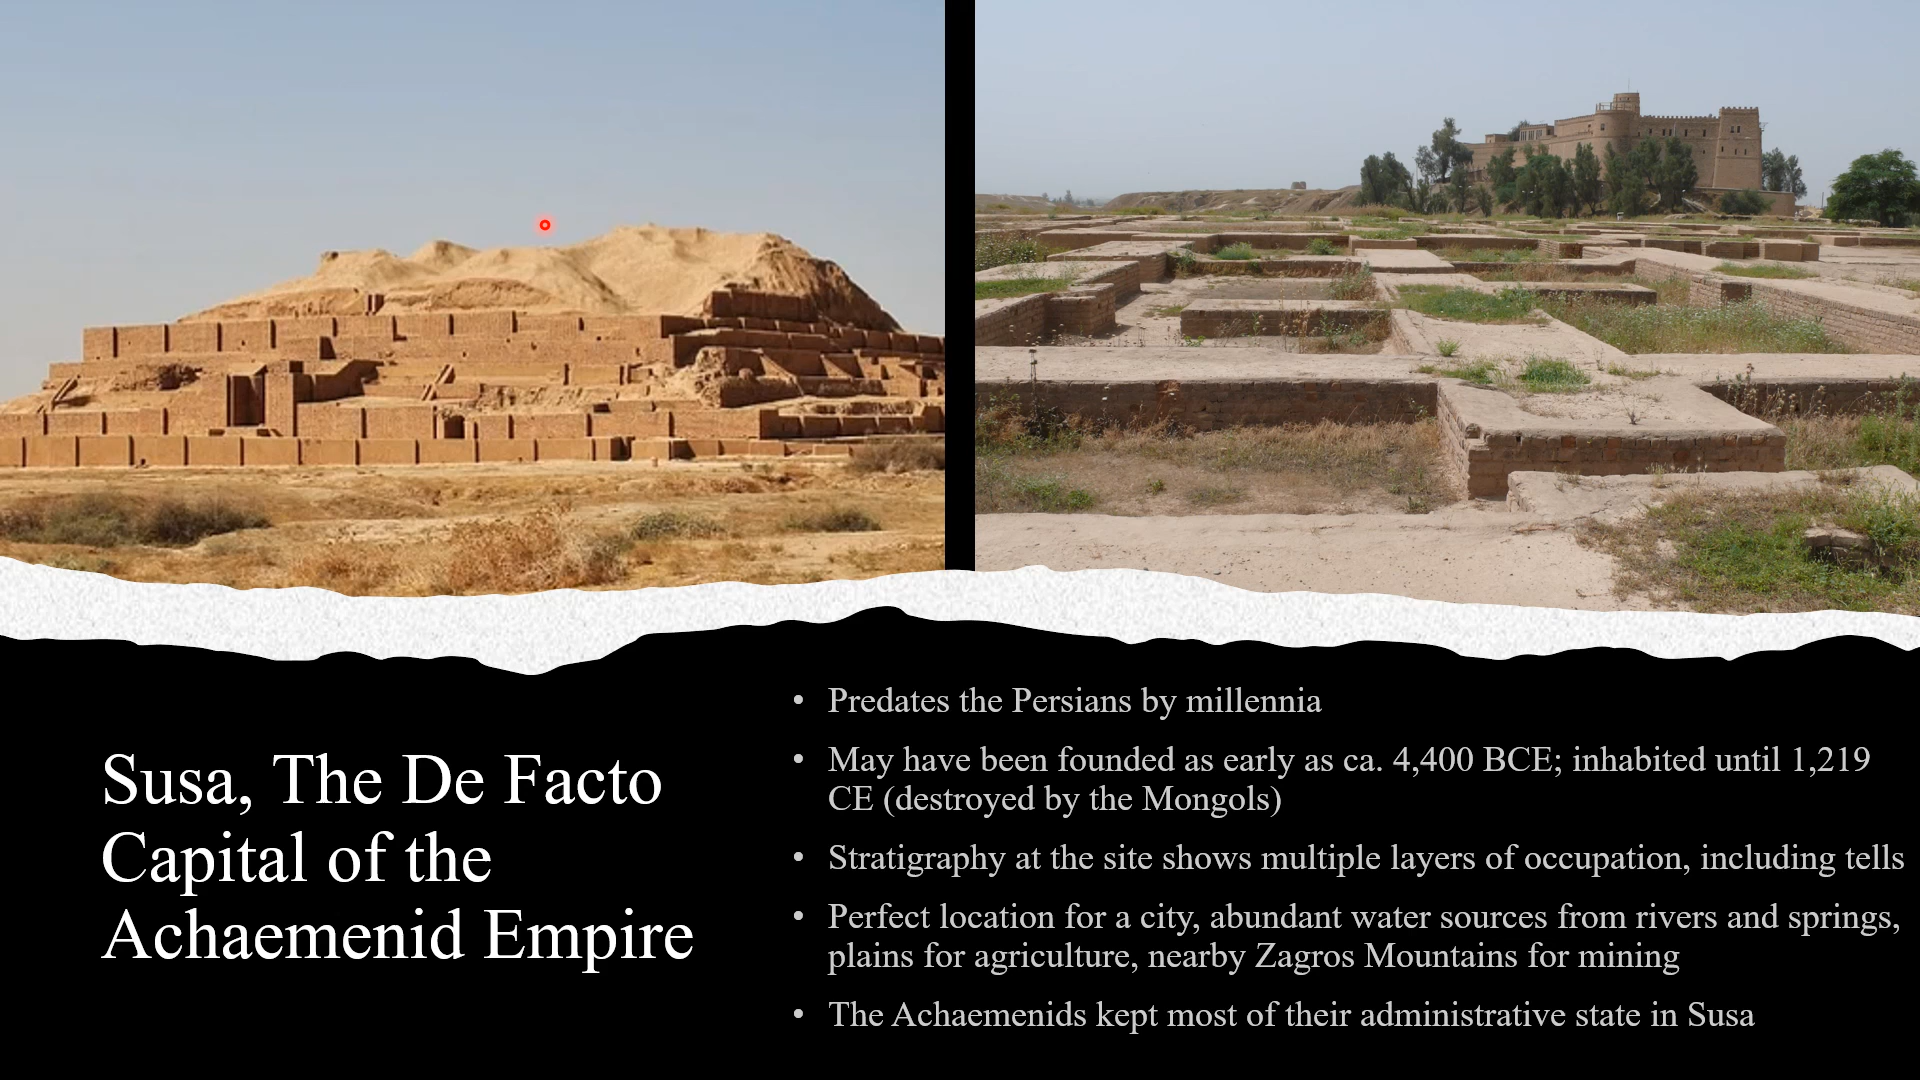 Susa, The De Facto
Capital of the
Achaemenid Empire
• Predates the Persians by millennia
• May have been founded as early as ca. 4,400 BCE; inhabited until 1,219
CE (destroyed by the Mongols)
• Stratigraphy at the site shows multiple layers of occupation, including tells
• Perfect location for a city, abundant water sources from rivers and springs,
plains for agriculture, nearby Zagros Mountains for mining
• The Achaemenids kept most of their administrative state in Susa